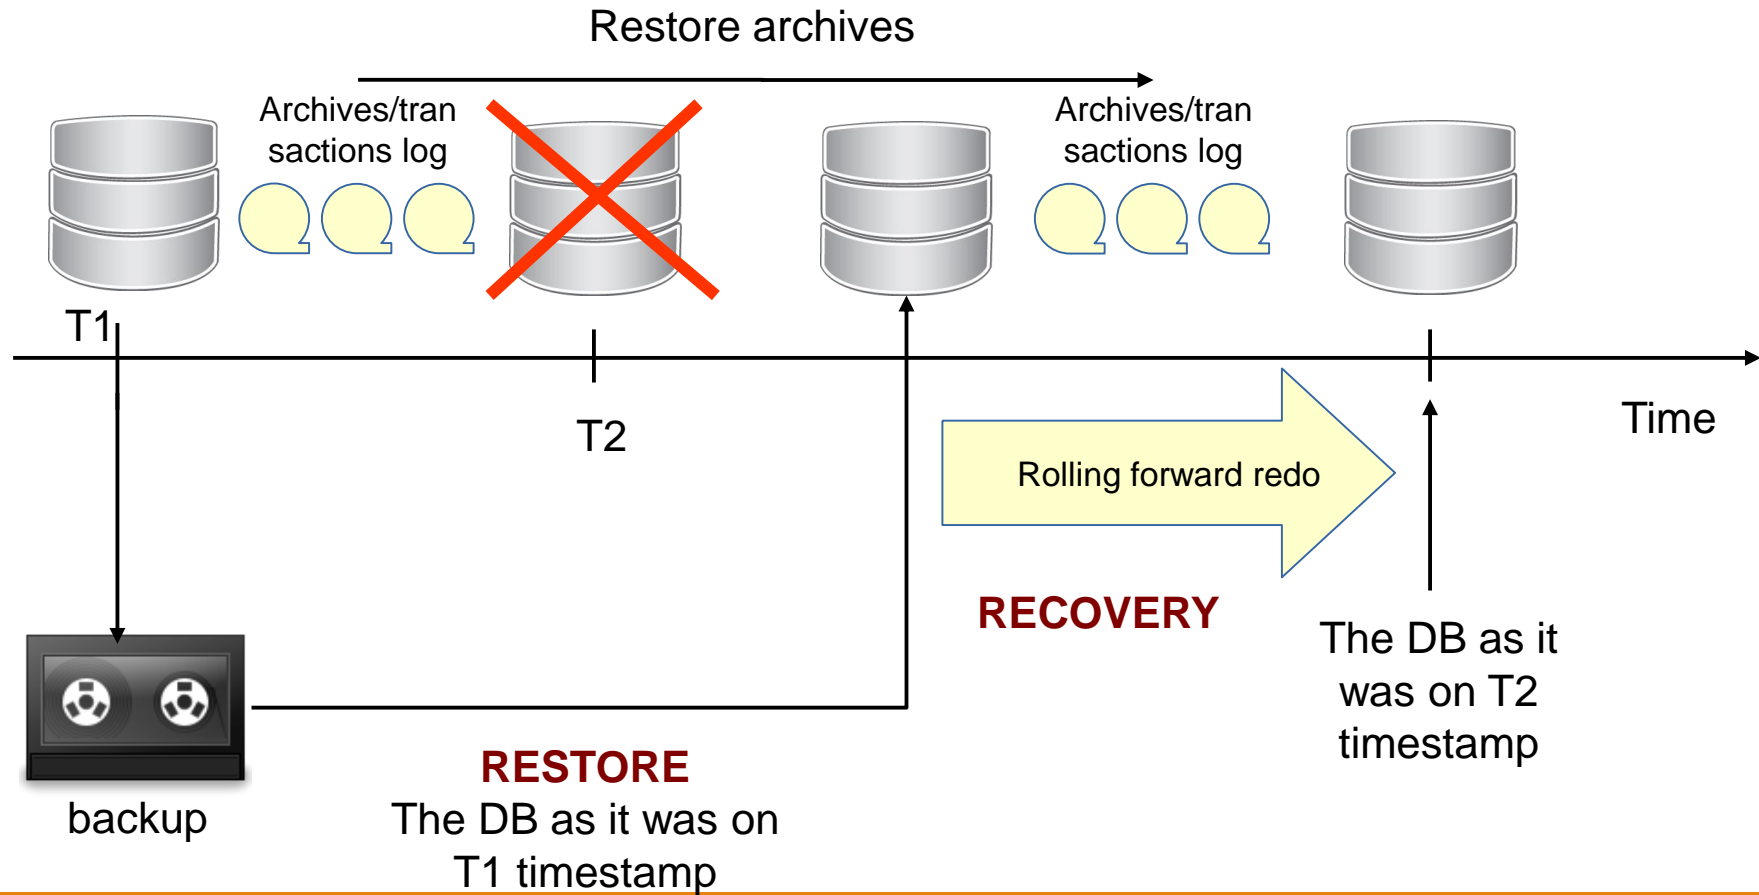 Restore archives
Archives/tran
sactions log
Archives/tran
sactions log
T1
T2
Time
Rolling forward redo
RECOVERY
The DB as it
was on T2
timestamp
RESTORE
The DB as it was on
T1 timestamp
backup